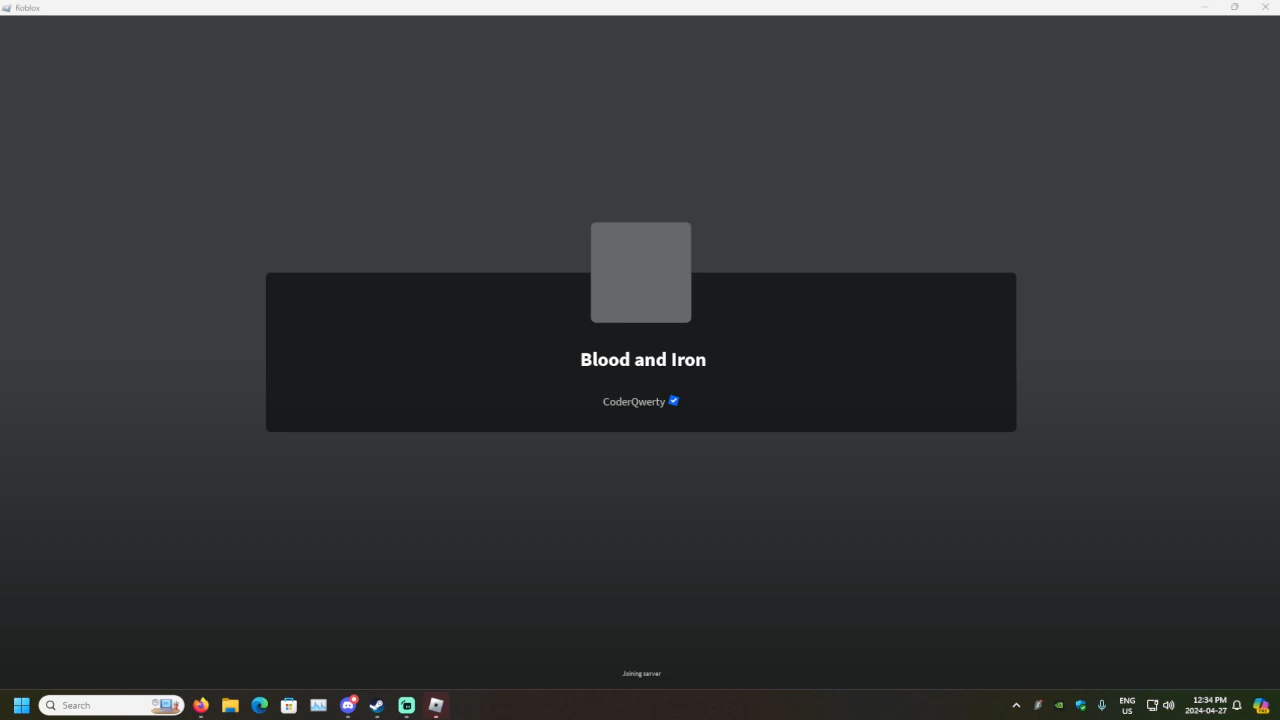 Roblox
Blood and Iron
CoderQwerty
Joining server
Search
ENG
US
12:34 PM
2024-04-27